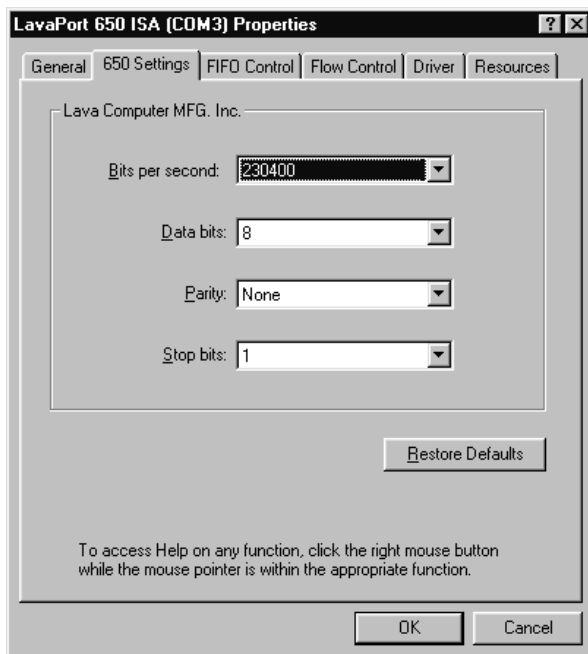 LavaPort 650 ISA (COM3) Properties
General 650 Settings FIFO Control Flow Control Driver Resources
Lava Computer MFG. Inc.
Bits per second: 230400
Data bits: 8
Parity: None
Stop bits: 1
Restore Defaults
To access Help on any function, click the right mouse button
while the mouse pointer is within the appropriate function.
OK Cancel